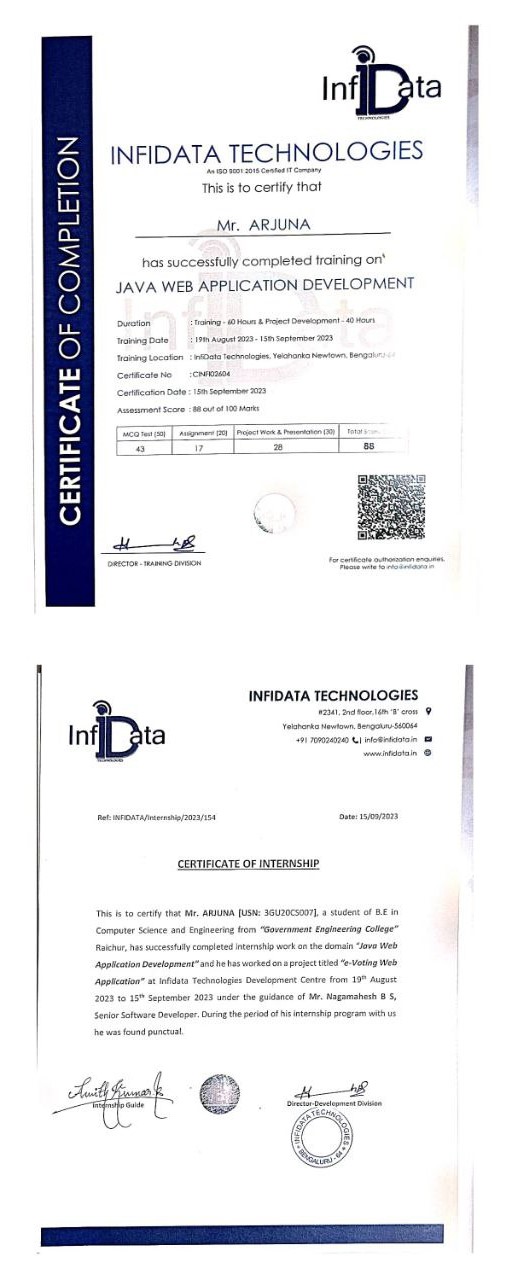 InfiData
TECHNOLOGIES
CERTIFICATE OF COMPLETION
INFIDATA TECHNOLOGIES
An ISO 9001 2015 Certified IT Company
This is to certify that
Mr. ARJUNA
has successfully completed training on
JAVA WEB APPLICATION DEVELOPMENT
Duration : Training - 60 Hours & Project Development - 40 Hours
Training Date : 19th August 2023 - 15th September 2023
Training Location : InfiData Technologies, Yelahanka Newtown, Bengaluru-64
Certificate No : CINFI02604
Certification Date : 15th September 2023
Assessment Score : 88 out of 100 Marks
MCQ Test (50) Assignment (20) Project Work & Presentation (30) Total
43 17 28 88
DIRECTOR - TRAINING DIVISION
For certificate authorization enquiries,
Please write to info@infidata.in
InfiData
TECHNOLOGIES
INFIDATA TECHNOLOGIES
#2341, 2nd floor,16th 'B' cross
Yelahanka Newtown, Bengaluru-560064
+91 7090240240 | info@infidata.in
www.infidata.in
Ref: INFIDATA/Internship/2023/154 Date: 15/09/2023
CERTIFICATE OF INTERNSHIP
This is to certify that Mr. ARJUNA [USN: 3GU20CS007], a student of B.E in
Computer Science and Engineering from "Government Engineering College"
Raichur, has successfully completed internship work on the domain "Java Web
Application Development" and he has worked on a project titled "e-Voting Web
Application" at Infidata Technologies Development Centre from 19th August
2023 to 15th September 2023 under the guidance of Mr. Nagamahesh B S,
Senior Software Developer. During the period of his internship program with us
he was found punctual.
Internship Guide
Director-Development Division
INFIDATA TECHNOLOGIES
BENGALURU - 64